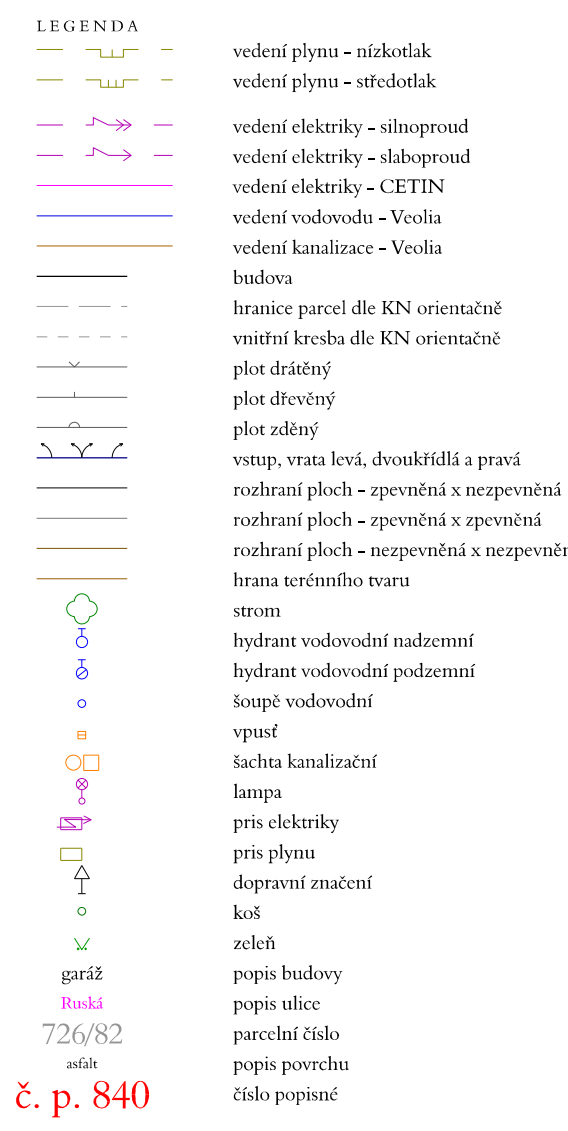 LEGENDA
vedení plynu - nízkotlak
vedení plynu - středotlak
vedení elektriky - silnoproud
vedení elektriky - slaboproud
vedení elektriky - CETIN
vedení vodovodu - Veolia
vedení kanalizace - Veolia
budova
hranice parcel dle KN orientačně
vnitřní kresba dle KN orientačně
plot drátěný
plot dřevěný
plot zděný
vstup, vrata levá, dvoukřídlá a pravá
rozhraní ploch - zpevněná x nezpevněná
rozhraní ploch - zpevněná x zpevněná
rozhraní ploch - nezpevněná x
hrana terénního tvaru
strom
hydrant vodovodní nadzemní
hydrant vodovodní podzemní
šoupě vodovodní
vpusť
šachta kanalizační
lampa
pris elektriky
pris plynu
dopravní značení
koš
zeleň
garáž popis budovy
Ruská popis ulice
726/82 parcelní číslo
asfalt popis povrchu
č. p. 840 číslo popisné